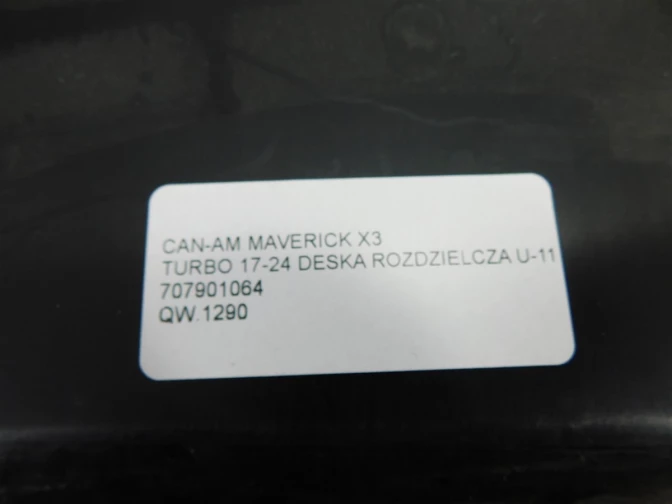 CAN-AM MAVERICK X3
TURBO 17-24 DESKA ROZDZIELCZA U-11
707901064
QW.1290